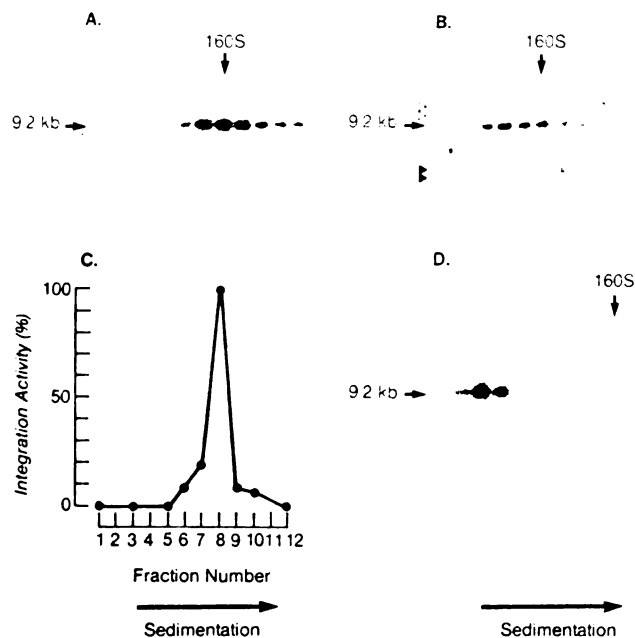 A.
160S
9.2 kb
B.
160S
9.2 kb
C.
100
50
0
Integration Activity (%)
1 2 3 4 5 6 7 8 9 10 11 12
Fraction Number
Sedimentation
D.
160S
9.2 kb
Sedimentation